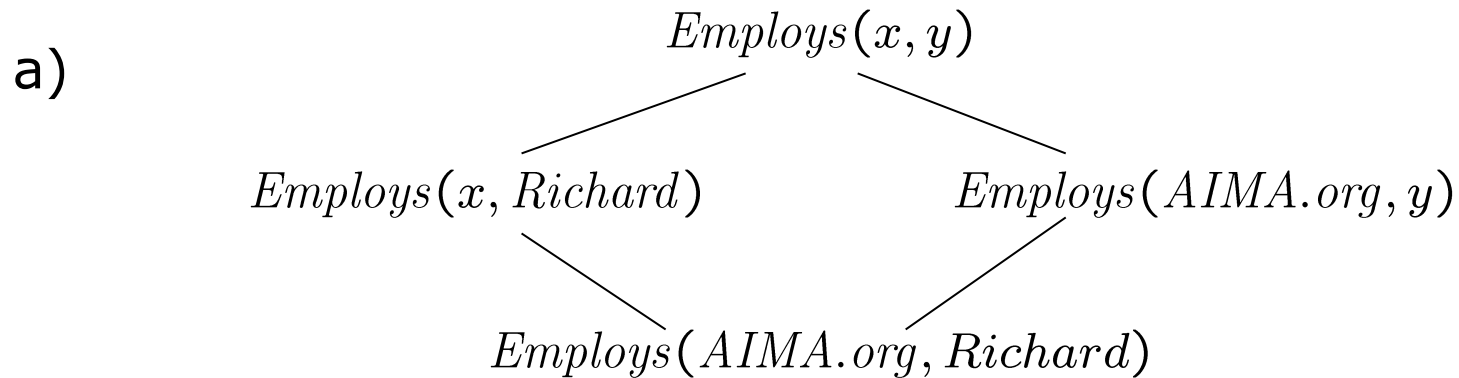 Employs(x, y)
a)
Employs(x, Richard)
Employs(AIMA.org, y)
Employs(AIMA.org, Richard)